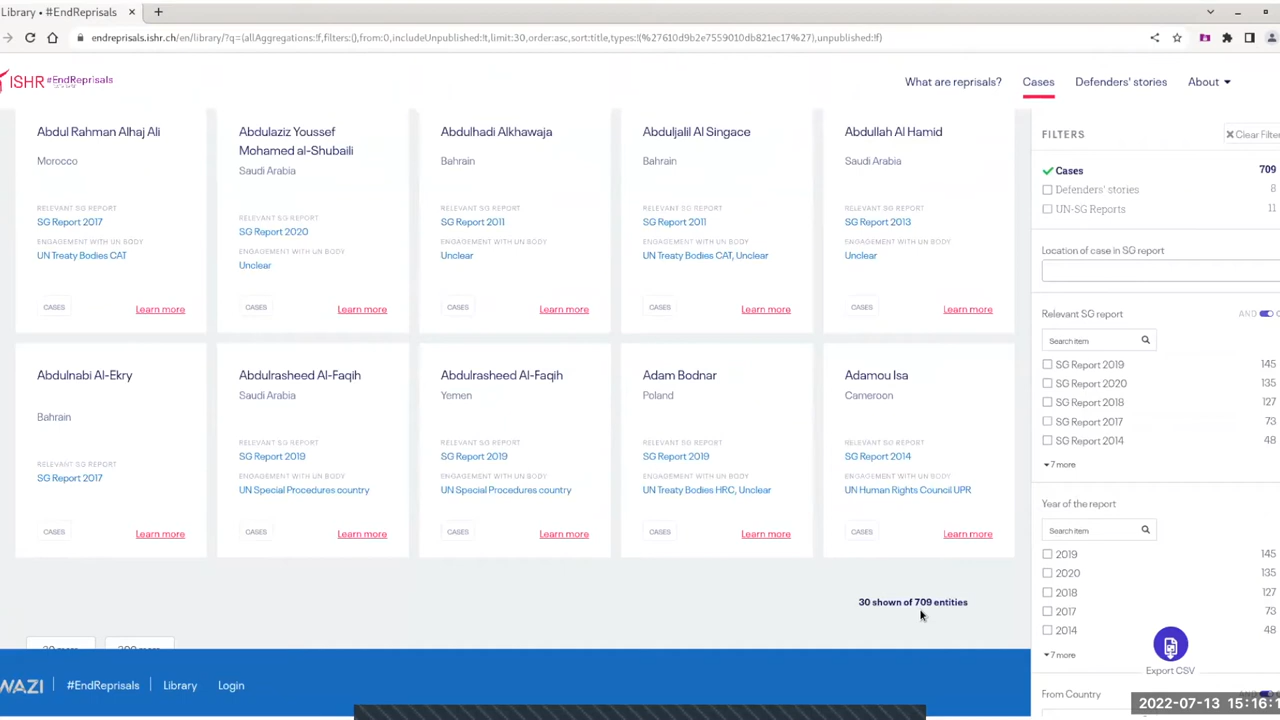 Library • #EndReprisals
endreprisals.ishr.ch/en/library/?q=(allAggregations:!f,filters:(),from:0,includeUnpublished:!t,limit:30,order:asc,sort:title,types:!(%27610d9b2e7559010db821ec17%27),unpublished:!f)
ISHR #EndReprisals
What are reprisals? Cases Defenders' stories About
Abdul Rahman Alhaj Ali
Morocco
RELEVANT SG REPORT
SG Report 2017
ENGAGEMENT WITH UN BODY
UN Treaty Bodies CAT
CASES Learn more
Abdulaziz Youssef
Mohamed al-Shubaili
Saudi Arabia
RELEVANT SG REPORT
SG Report 2020
ENGAGEMENT WITH UN BODY
Unclear
CASES Learn more
Abdulhadi Alkhawaja
Bahrain
RELEVANT SG REPORT
SG Report 2011
ENGAGEMENT WITH UN BODY
Unclear
CASES Learn more
Abduljalil Al Singace
Bahrain
RELEVANT SG REPORT
SG Report 2011
ENGAGEMENT WITH UN BODY
UN Treaty Bodies CAT, Unclear
CASES Learn more
Abdullah Al Hamid
Saudi Arabia
RELEVANT SG REPORT
SG Report 2013
ENGAGEMENT WITH UN BODY
Unclear
CASES Learn more
Abdulnabi Al-Ekry
Bahrain
RELEVANT SG REPORT
SG Report 2017
CASES Learn more
Abdulrasheed Al-Faqih
Saudi Arabia
RELEVANT SG REPORT
SG Report 2019
ENGAGEMENT WITH UN BODY
UN Special Procedures country
CASES Learn more
Abdulrasheed Al-Faqih
Yemen
RELEVANT SG REPORT
SG Report 2019
ENGAGEMENT WITH UN BODY
UN Special Procedures country
CASES Learn more
Adam Bodnar
Poland
RELEVANT SG REPORT
SG Report 2019
ENGAGEMENT WITH UN BODY
UN Treaty Bodies HRC, Unclear
CASES Learn more
Adamou Isa
Cameroon
RELEVANT SG REPORT
SG Report 2014
ENGAGEMENT WITH UN BODY
UN Human Rights Council UPR
CASES Learn more
30 shown of 709 entities
FILTERS Clear Filte
Cases 709
Defenders' stories 8
UN-SG Reports 11
Location of case in SG report
Relevant SG report AND
Search item
SG Report 2019 145
SG Report 2020 135
SG Report 2018 127
SG Report 2017 73
SG Report 2014 48
7 more
Year of the report
Search item
2019 145
2020 135
2018 127
2017 73
2014 48
7 more
Export CSV
From Country
WAZI #EndReprisals Library Login
2022-07-13 15:16: